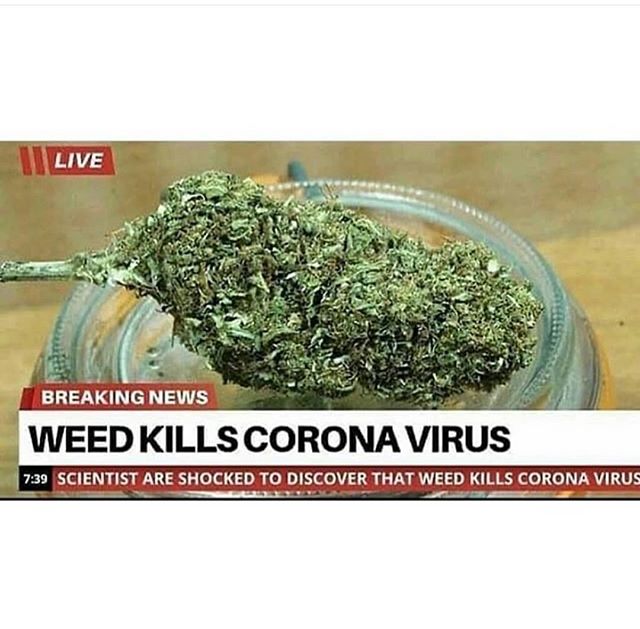 LIVE
BREAKING NEWS
WEED KILLS CORONA VIRUS
7:39 SCIENTIST ARE SHOCKED TO DISCOVER THAT WEED KILLS CORONA VIRUS